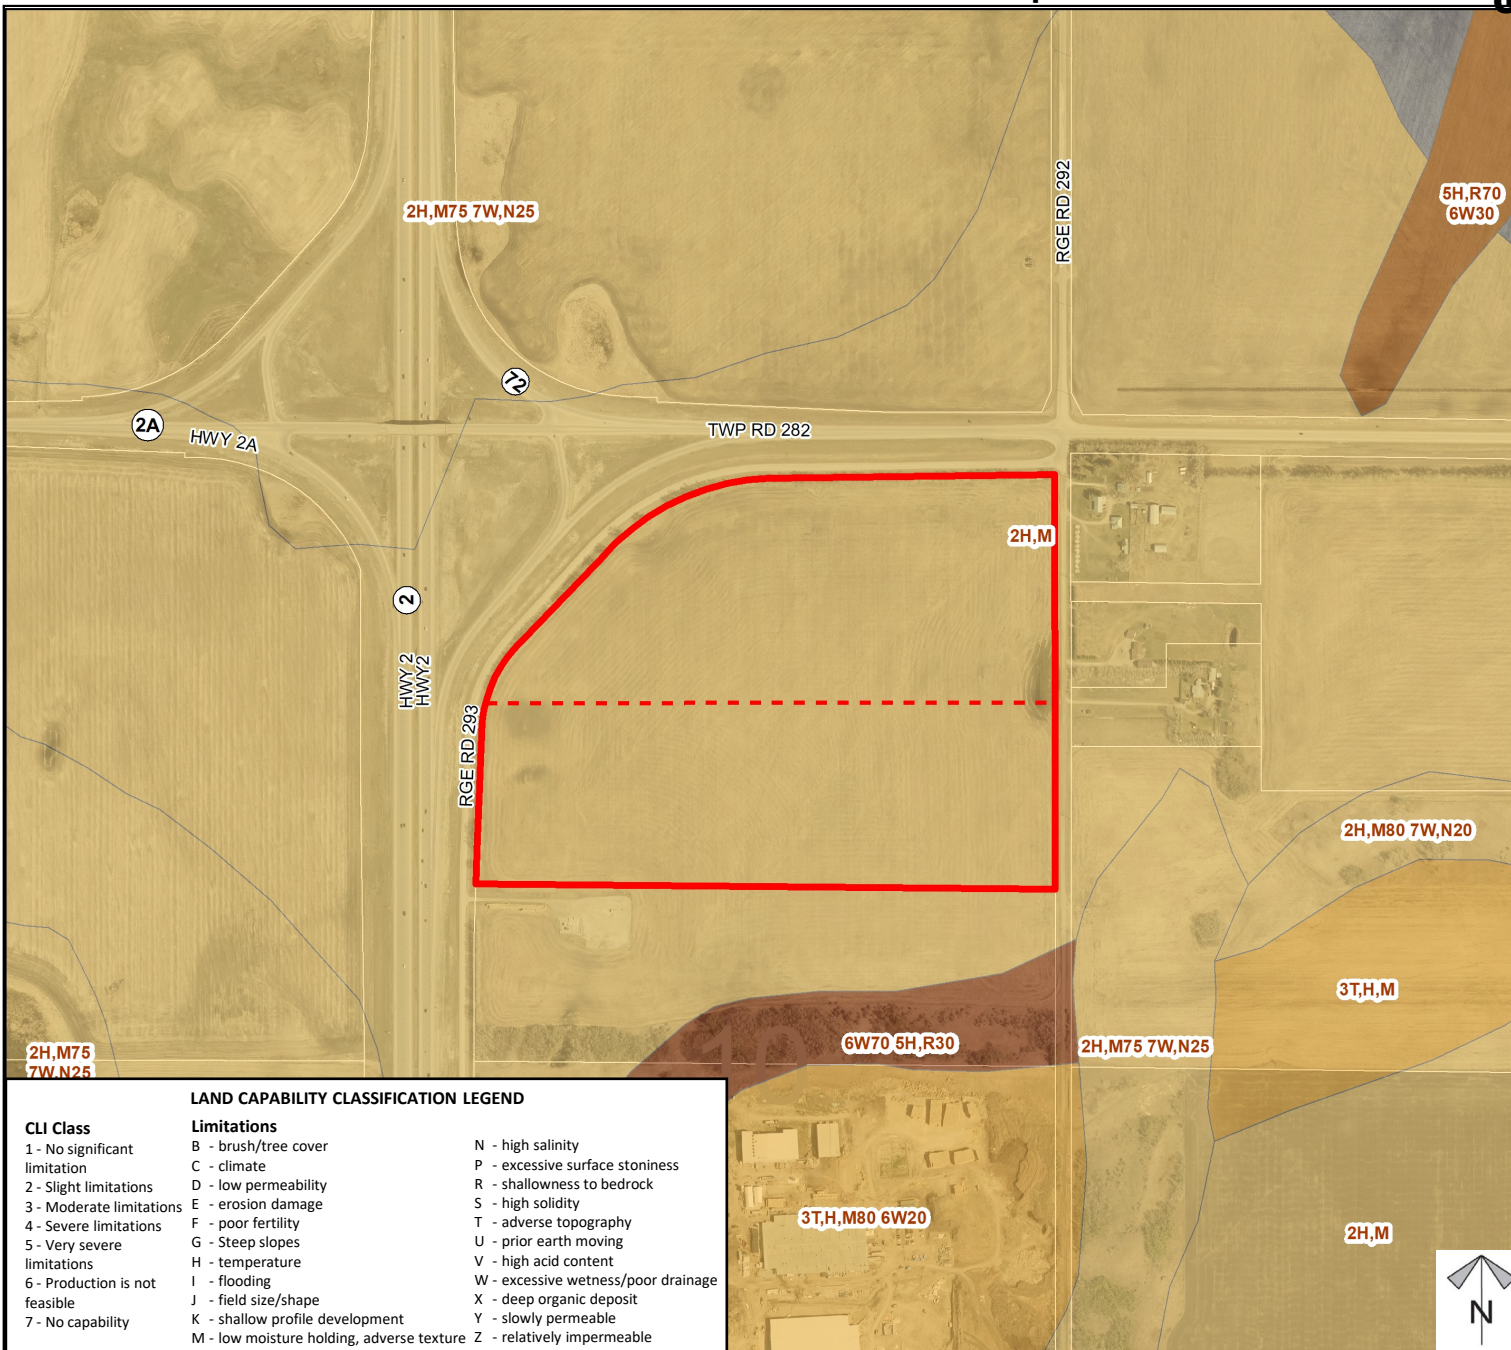 2H,M75 7W,N25
RGE RD 292
5H,R70
6W30
72
2A
HWY 2A
TWP RD 282
2H,M
2
HWY 2
HWY2
RGE RD 293
2H,M80 7W,N20
3T,H,M
10
6W70 5H,R30
2H,M75 7W,N25
2H,M75
7W,N25
3T,H,M80 6W20
2H,M
N
LAND CAPABILITY CLASSIFICATION LEGEND
CLI Class
1 - No significant
limitation
2 - Slight limitations
3 - Moderate limitations
4 - Severe limitations
5 - Very severe
limitations
6 - Production is not
feasible
7 - No capability
Limitations
B - brush/tree cover
C - climate
D - low permeability
E - erosion damage
F - poor fertility
G - Steep slopes
H - temperature
I - flooding
J - field size/shape
K - shallow profile development
M - low moisture holding, adverse texture
N - high salinity
P - excessive surface stoniness
R - shallowness to bedrock
S - high solidity
T - adverse topography
U - prior earth moving
V - high acid content
W - excessive wetness/poor drainage
X - deep organic deposit
Y - slowly permeable
Z - relatively impermeable